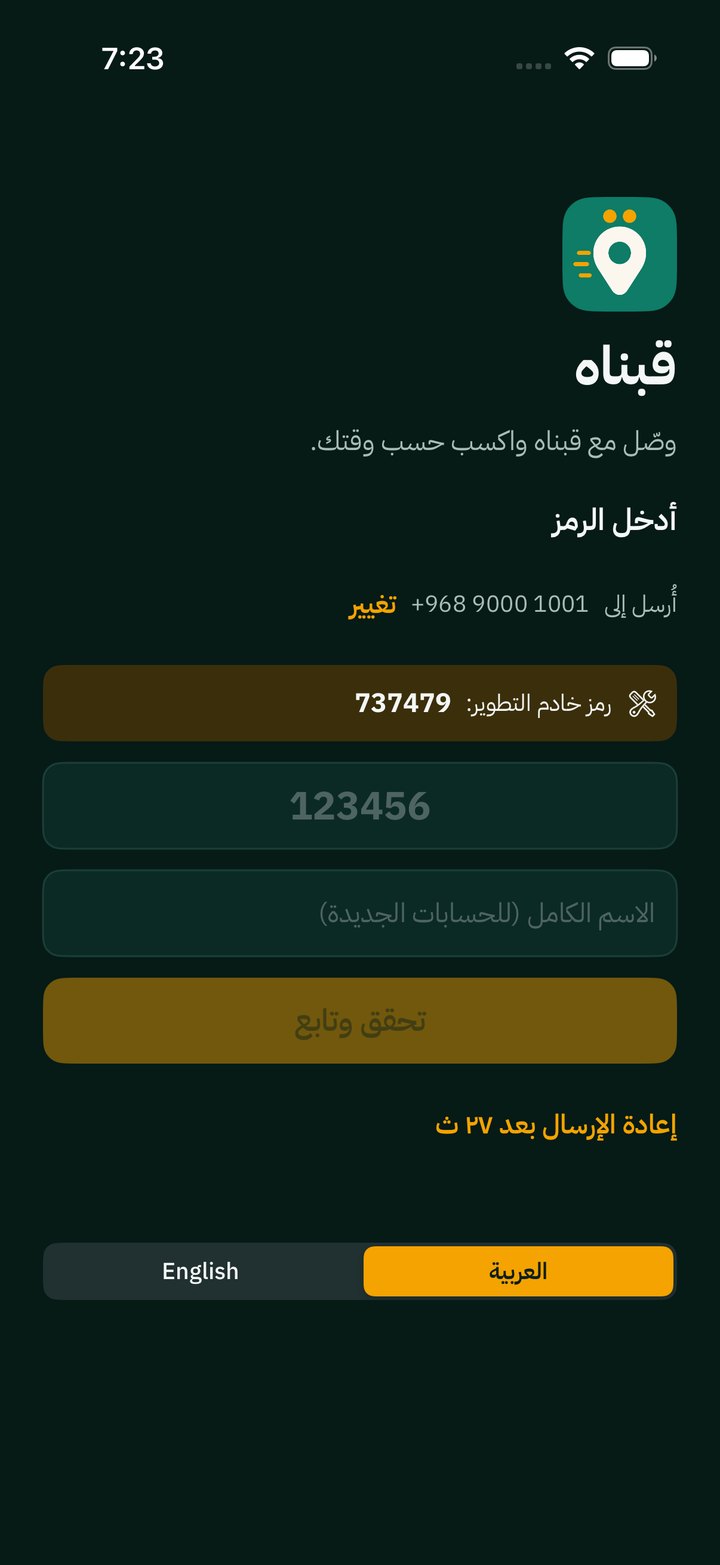 7:23
قبناه
وصّل مع قبناه واكسب حسب وقتك.
أدخل الرمز
أُرسل إلى +968 9000 1001 تغيير
رمز خادم التطوير: 737479
123456
الاسم الكامل (للحسابات الجديدة)
تحقق وتابع
إعادة الإرسال بعد ٢٧ ث
العربية
English